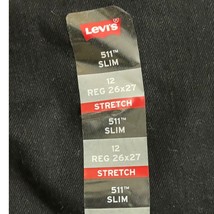 Levi's
511™
SLIM
12
REG 26x27
STRETCH
511™
SLIM
12
REG 26x27
STRETCH
511™
SLIM